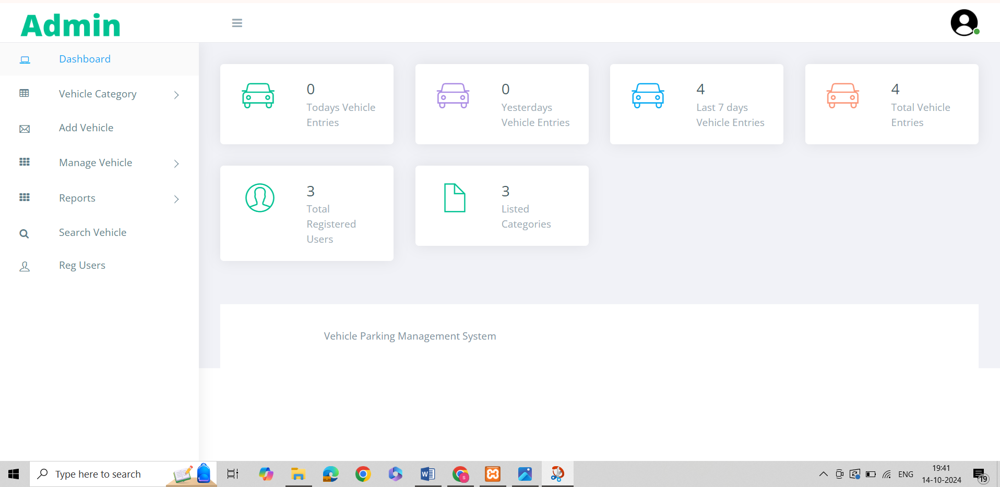 Admin
Dashboard
Vehicle Category
Add Vehicle
Manage Vehicle
Reports
Search Vehicle
Reg Users
0
Todays Vehicle
Entries
0
Yesterdays
Vehicle Entries
4
Last 7 days
Vehicle Entries
4
Total Vehicle
Entries
3
Total
Registered
Users
3
Listed
Categories
Vehicle Parking Management System
Type here to search
ENG
19:41
14-10-2024
19